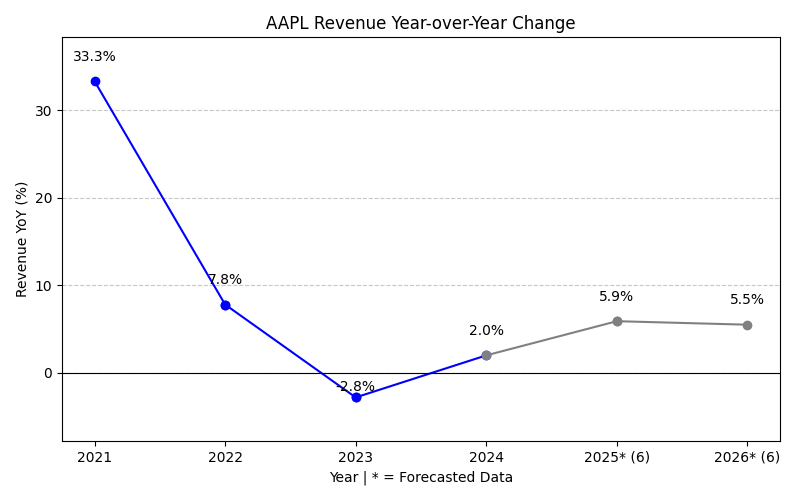 AAPL Revenue Year-over-Year Change
33.3%
7.8%
-2.8%
2.0%
5.9%
5.5%
30
20
10
0
Revenue YoY (%)
2021 2022 2023 2024 2025* (6) 2026* (6)
Year | * = Forecasted Data